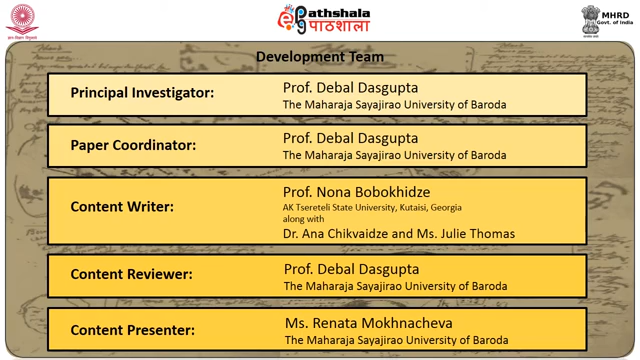 Pathshala
पाठशाला
MHRD
Govt. of India
Development Team
Principal Investigator:
Prof. Debal Dasgupta
The Maharaja Sayajirao University of Baroda
Paper Coordinator:
Prof. Debal Dasgupta
The Maharaja Sayajirao University of Baroda
Content Writer:
Prof. Nona Bobokhidze
AK Tsereteli State University, Kutaisi, Georgia
along with
Dr. Ana Chikvaidze and Ms. Julie Thomas
Content Reviewer:
Prof. Debal Dasgupta
The Maharaja Sayajirao University of Baroda
Content Presenter:
Ms. Renata Mokhnacheva
The Maharaja Sayajirao University of Baroda